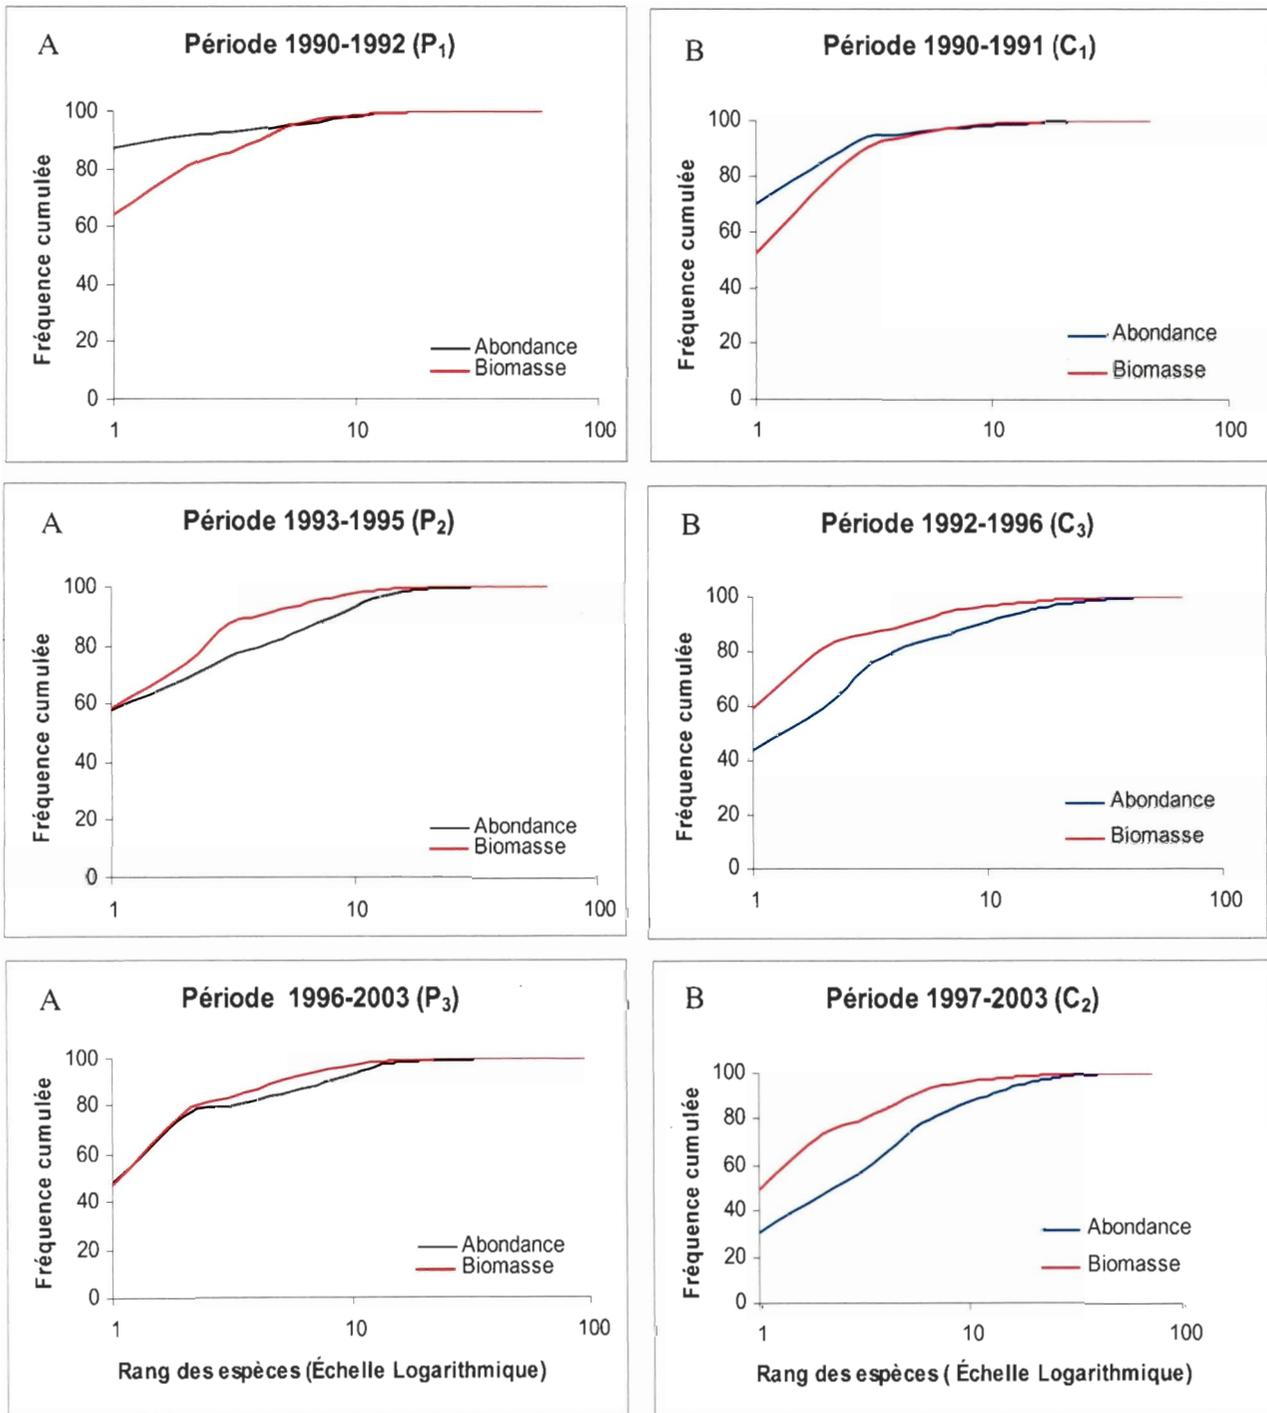 A
Période 1990-1992 (P1)
Fréquence cumulée
100
80
60
40
20
0
Abondance
Biomasse
1
10
100
B
Période 1990-1991 (C1)
Fréquence cumulée
100
80
60
40
20
0
Abondance
Biomasse
1
10
100
A
Période 1993-1995 (P2)
Fréquence cumulée
100
80
60
40
20
0
Abondance
Biomasse
1
10
100
B
Période 1992-1996 (C3)
Fréquence cumulée
100
80
60
40
20
0
Abondance
Biomasse
1
10
100
A
Période 1996-2003 (P3)
Fréquence cumulée
100
80
60
40
20
0
Abondance
Biomasse
1
10
100
Rang des espèces (Échelle Logarithmique)
B
Période 1997-2003 (C2)
Fréquence cumulée
100
80
60
40
20
0
Abondance
Biomasse
1
10
100
Rang des espèces ( Échelle Logarithmique)